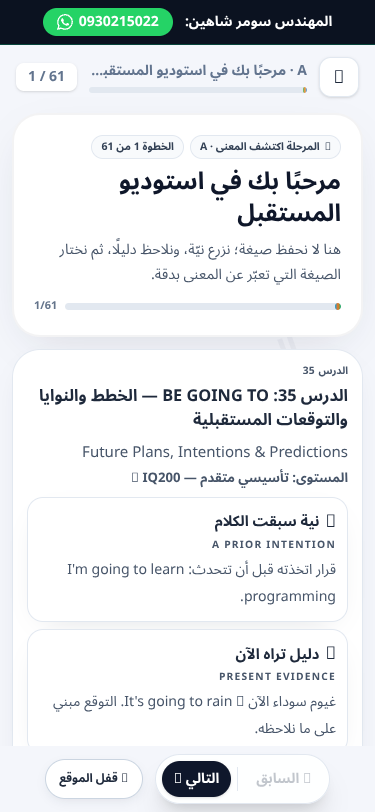 المهندس سومر شاهين: 0930215022
A · مرحبًا بك في استوديو المستقبـ...
1 / 61
المرحلة اكتشف المعنى · A
الخطوة 1 من 61
مرحبًا بك في استوديو
المستقبل
هنا لا نحفظ صيغة؛ نزرع نيّة، ونلاحظ دليلًا، ثم نختار
الصيغة التي تعبّر عن المعنى بدقة.
1/61
الدرس 35
الدرس 35: BE GOING TO — الخطط والنوايا
والتوقعات المستقبلية
Future Plans, Intentions & Predictions
المستوى: تأسيسي متقدم — IQ200
نية سبقت الكلام
A PRIOR INTENTION
قرار اتخذته قبل أن تتحدث: I'm going to learn
programming.
دليل تراه الآن
PRESENT EVIDENCE
غيوم سوداء الآن It's going to rain. التوقع مبني
على ما نلاحظه.
السابق
التالي
قفل الموقع